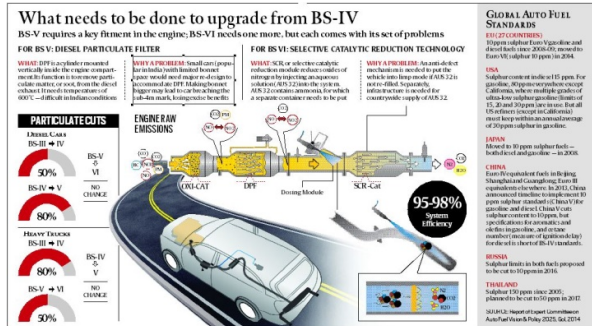 What needs to be done to upgrade from BS-IV
BS-V requires a key fitment in the engine; BS-VI needs one more, but each comes with its set of problems
FOR BS V: DIESEL PARTICULATE FILTER
WHAT: DPF is a cylinder mounted
vertically inside the engine compart-
ment. Its function is to remove parti-
culate matter, or soot, from the diesel
exhaust. It needs temperatures of
600°C — difficult in Indian conditions
WHY A PROBLEM: Small cars (popu-
lar in India) with limited bonnet
space would need major re-design to
accommodate DPF. Making bonnet
bigger may lead to car breaching the
sub-4m mark, losing excise benefits
FOR BS VI: SELECTIVE CATALYTIC REDUCTION TECHNOLOGY
WHAT: SCR, or selective catalytic
reduction module reduces oxides of
nitrogen by injecting an aqueous
solution (AUS 32) into the system.
AUS 32 contains ammonia, for which
a separate container needs to be put
WHY A PROBLEM: An anti-defeat
mechanism is needed to put the
vehicle into limp mode if AUS 32 is
not re-filled. Separately,
infrastructure is needed for
countrywide supply of AUS 32.
PARTICULATE CUTS
DIESEL CARS
BS-III → IV
50%
BS-V
VI
NO
CHANGE
BS-IV → V
80%
HEAVY TRUCKS
BS-III → IV
80%
BS-IV
V
NO
CHANGE
BS-V → VI
50%
ENGINE RAW
EMISSIONS
OXI-CAT
DPF
Dosing Module
SCR-Cat
95-98%
System
Efficiency
N2
CO2
H2O
GLOBAL AUTO FUEL
STANDARDS
EU (27 COUNTRIES)
10 ppm sulphur Euro V gasoline and
diesel fuels since 2008-09; moved to
Euro VI (sulphur 10 ppm) in 2014.
USA
Sulphur content in diesel 15 ppm. For
gasoline, 80 ppm everywhere except
California, where multiple grades of
ultra-low sulphur gasoline (limits of
15, 20 and 30 ppm) are in use. But all
US refiners (except in California)
must keep within an annual average
of 30 ppm sulphur in gasoline.
JAPAN
Moved to 10 ppm sulphur fuels —
both diesel and gasoline — in 2008.
CHINA
Euro IV equivalent fuels in Beijing,
Shanghai and Guangdong; Euro III
equivalents elsewhere. In 2013, China
announced timeline to implement 10
ppm sulphur standards (China V) for
gasoline and diesel. China V cuts
sulphur content to 10 ppm, but
specifications for aromatics and
olefins in gasoline, and cetane
number (measure of ignition delay)
for diesel is short of BS-IV standards.
RUSSIA
Sulphur limits in both fuels proposed
to be cut to 10 ppm in 2016.
THAILAND
Sulphur 150 ppm since 2005;
planned to be cut to 50 ppm in 2017.
SOURCE: Report of Expert Committee on
Auto Fuel Vision & Policy 2025, GoI, 2014